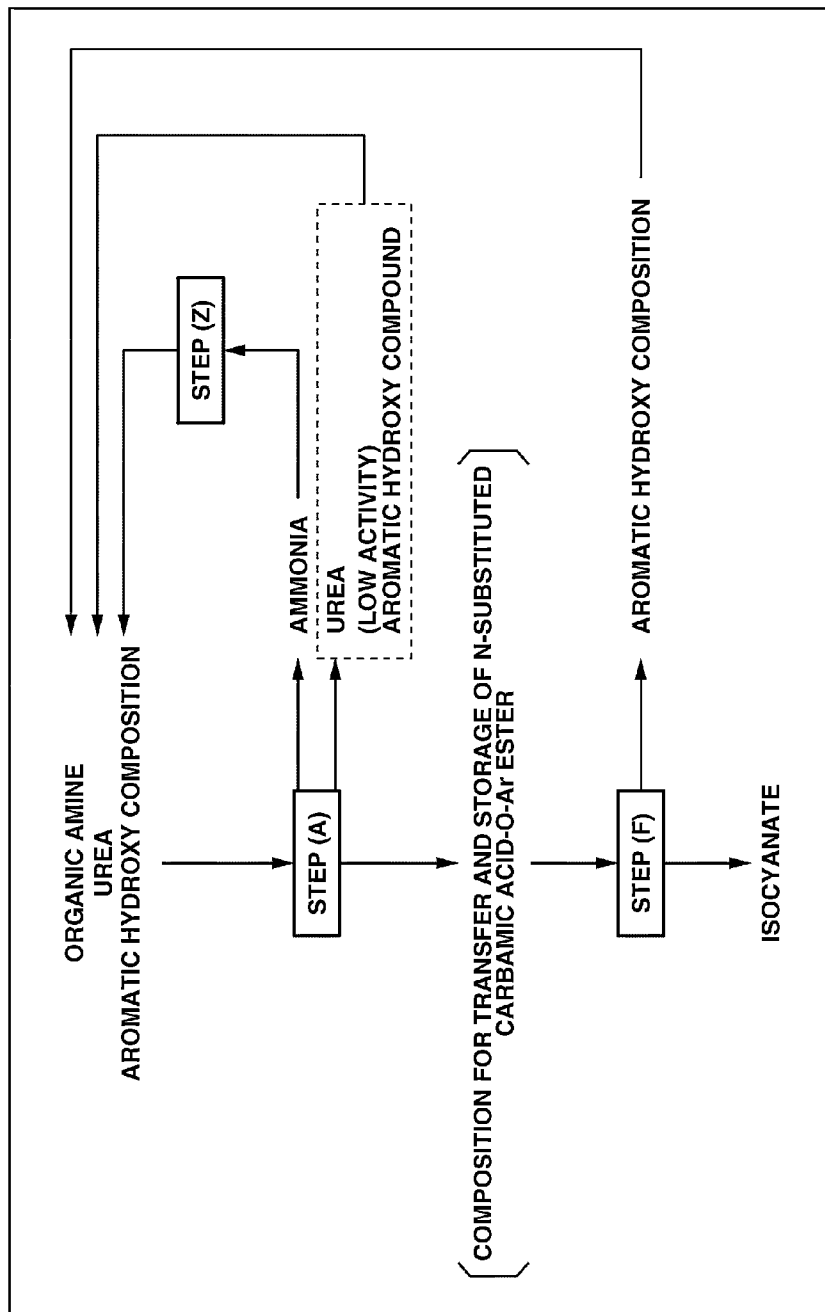 ORGANIC AMINE
UREA
AROMATIC HYDROXY COMPOSITION
STEP (Z)
STEP (A)
AMMONIA
UREA
(LOW ACTIVITY)
AROMATIC HYDROXY COMPOUND
COMPOSITION FOR TRANSFER AND STORAGE OF N-SUBSTITUTED
CARBAMIC ACID-O-Ar ESTER
STEP (F)
AROMATIC HYDROXY COMPOSITION
ISOCYANATE